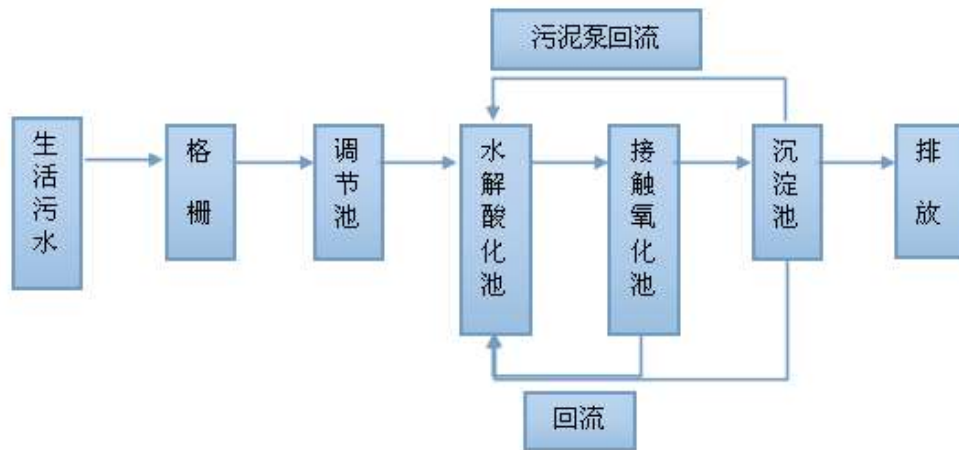 污泥泵回流
生活污水
格栅
调节池
水解酸化池
接触氧化池
沉淀池
排放
回流